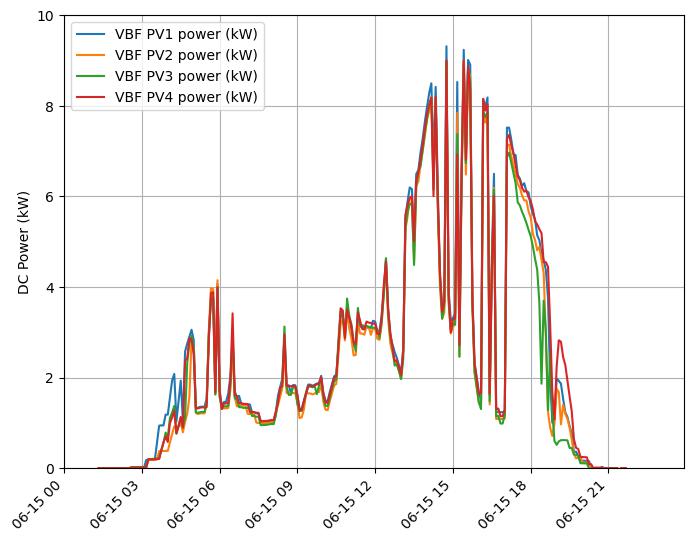 10
8
6
4
2
0
DC Power (kW)
VBF PV1 power (kW)
VBF PV2 power (kW)
VBF PV3 power (kW)
VBF PV4 power (kW)
06-15 00
06-15 03
06-15 06
06-15 09
06-15 12
06-15 15
06-15 18
06-15 21